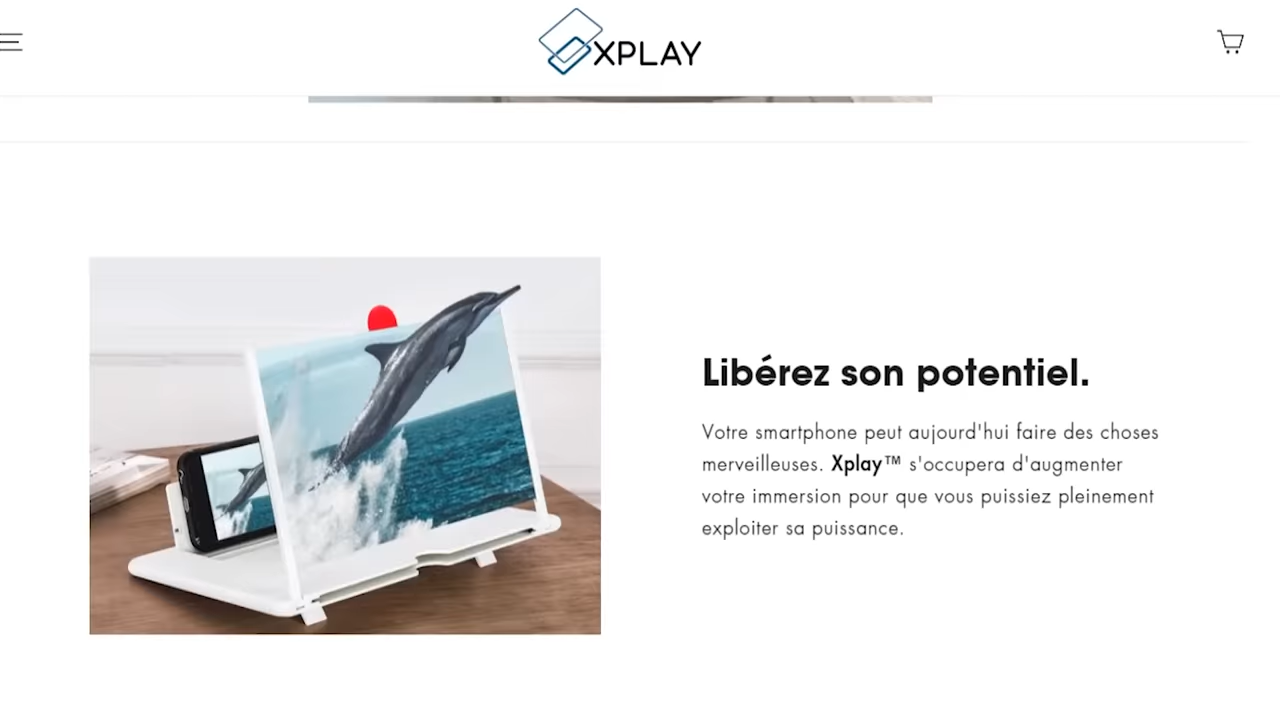 XPLAY
Libérez son potentiel.
Votre smartphone peut aujourd'hui faire des choses
merveilleuses. Xplay™ s'occupera d'augmenter
votre immersion pour que vous puissiez pleinement
exploiter sa puissance.